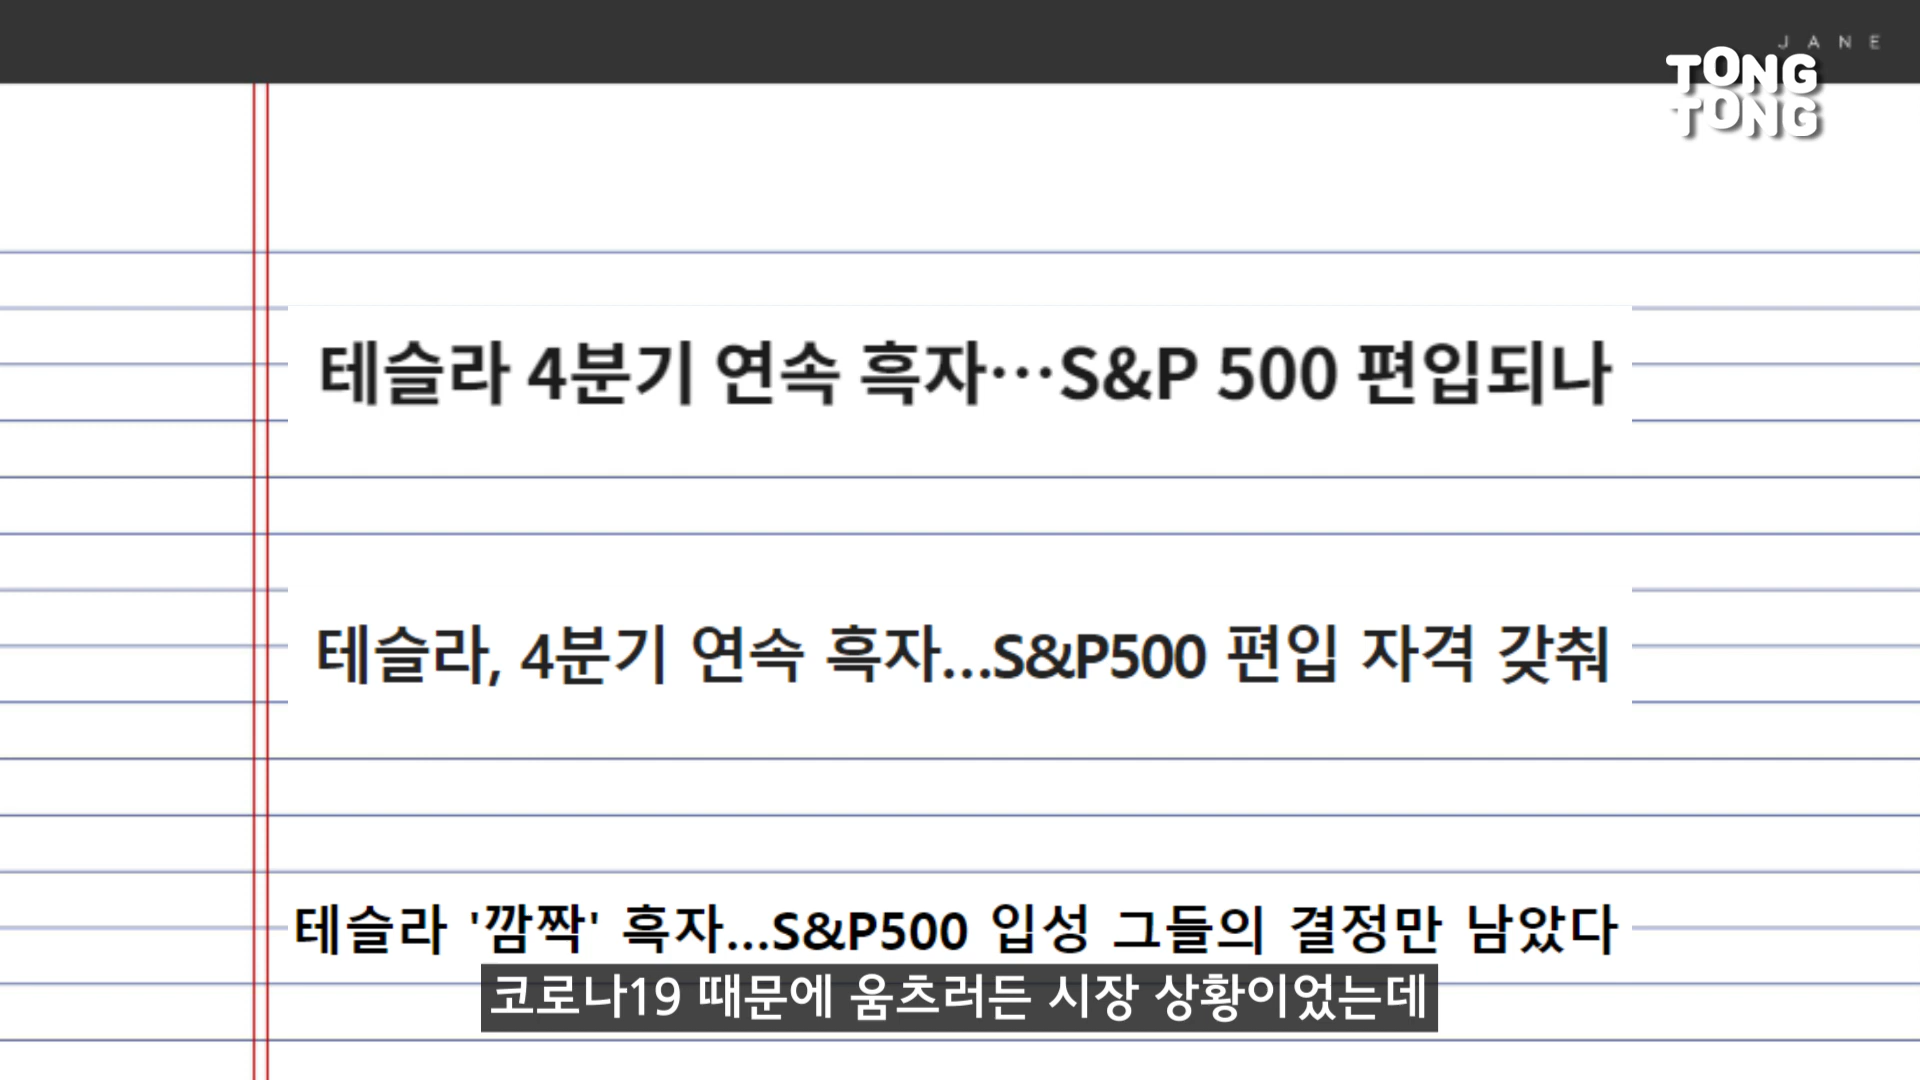 JANE
TONG
TONG
테슬라 4분기 연속 흑자…S&P 500 편입되나
테슬라, 4분기 연속 흑자...S&P500 편입 자격 갖춰
테슬라 '깜짝' 흑자...S&P500 입성 그들의 결정만 남았다
코로나19 때문에 움츠러든 시장 상황이었는데